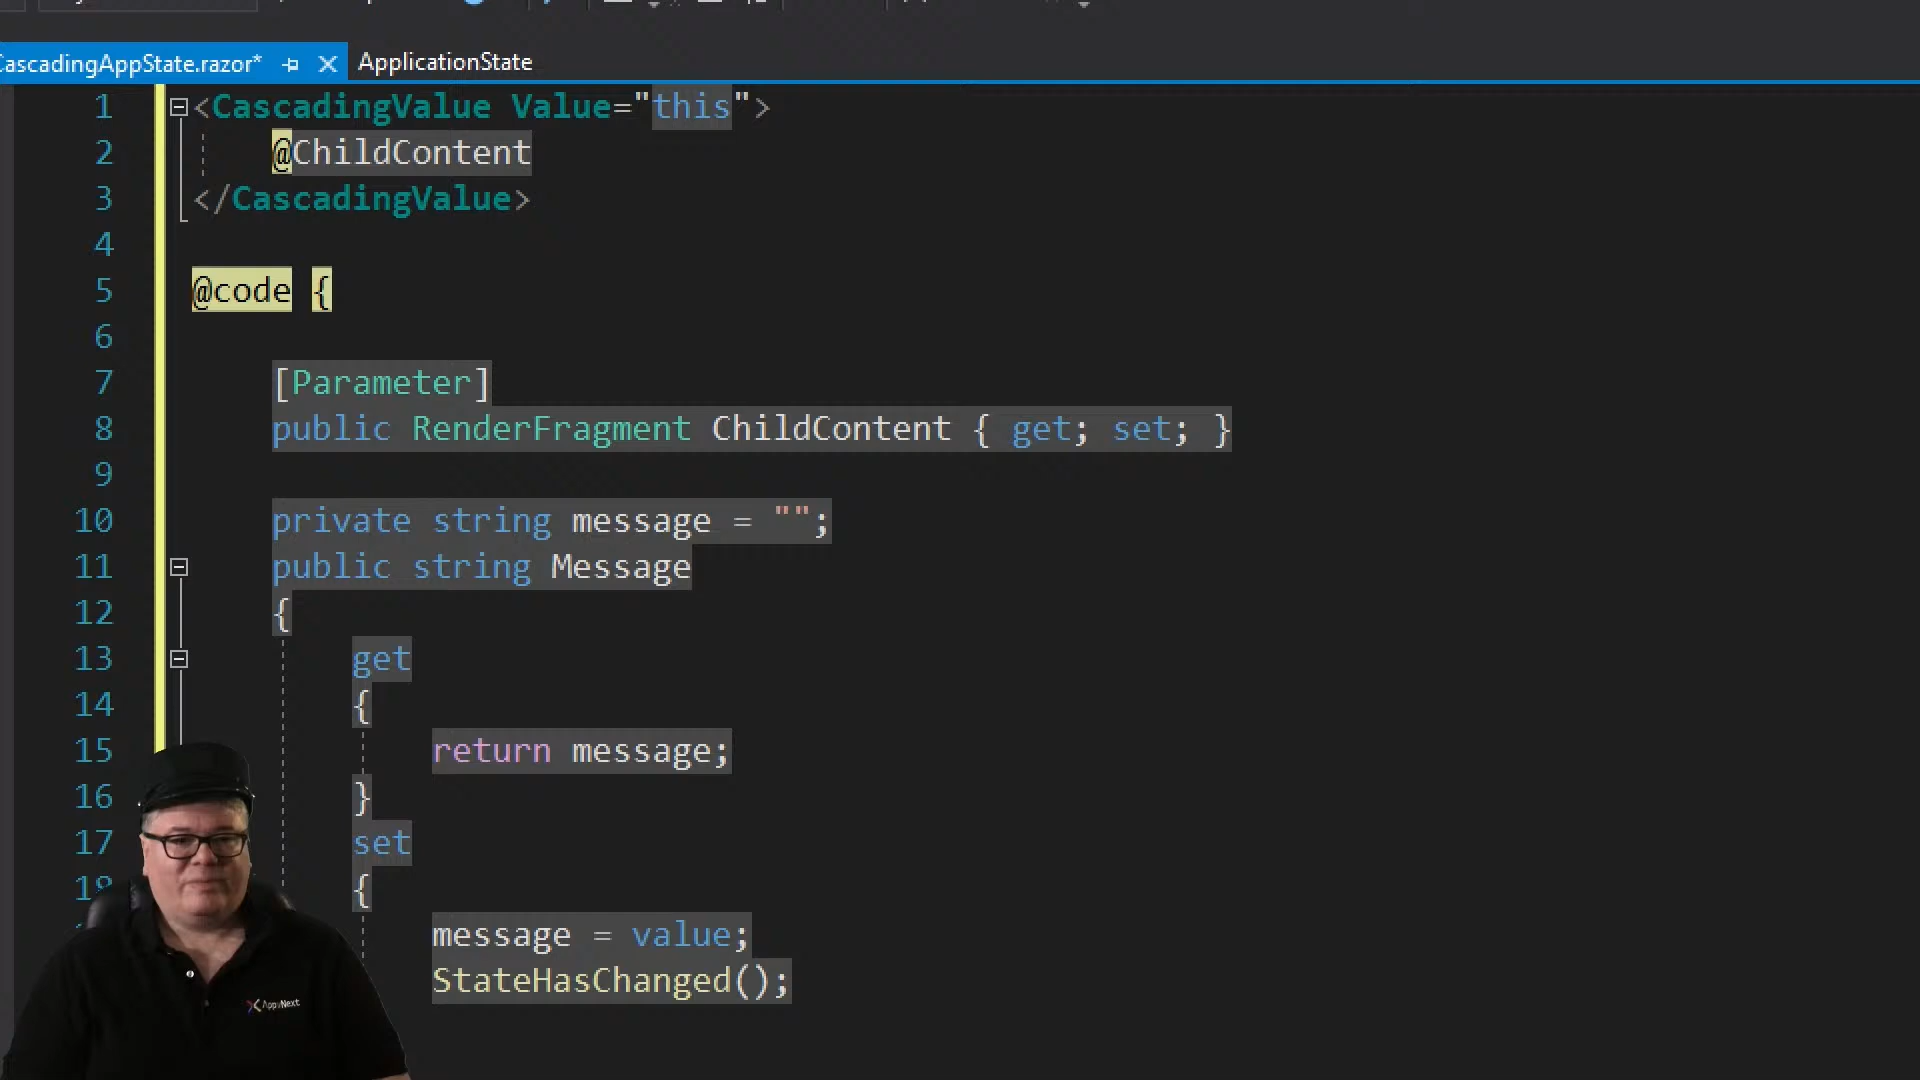 CascadingAppState.razor*
ApplicationState
1 <CascadingValue Value="this">
2 @ChildContent
3 </CascadingValue>
4
5 @code {
6
7 [Parameter]
8 public RenderFragment ChildContent { get; set; }
9
10 private string message = "";
11 public string Message
12 {
13 get
14 {
15 return message;
16 }
17 set
18 {
message = value;
StateHasChanged();
AppvNext